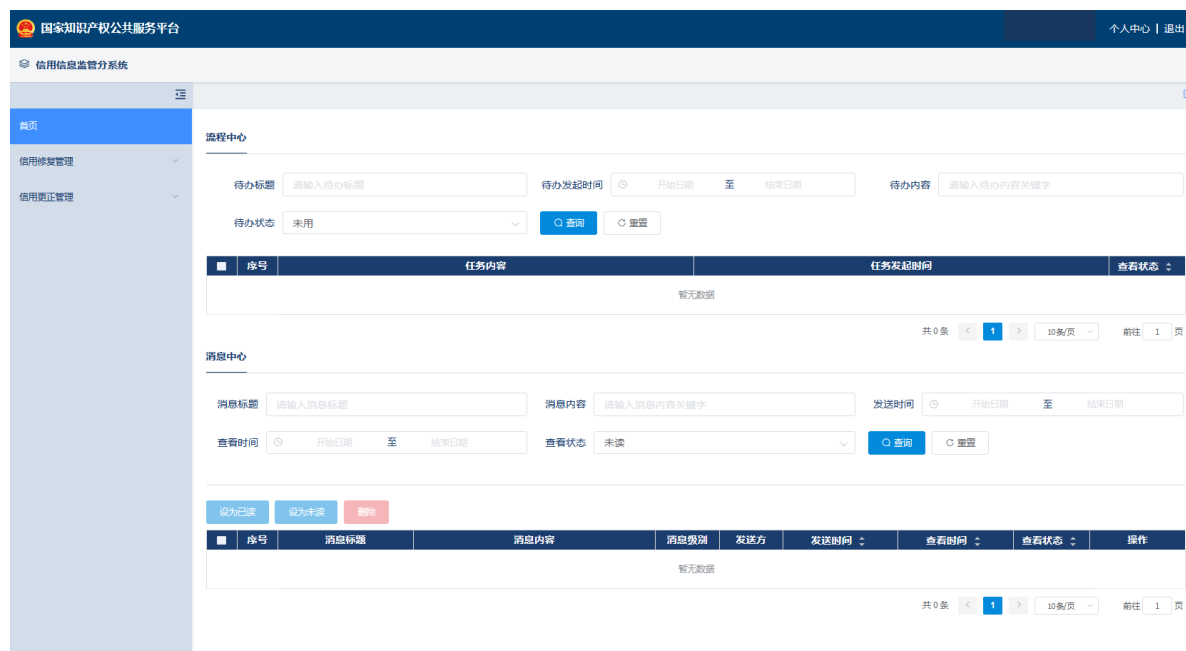 国家知识产权公共服务平台 个人中心 | 退出
信用信息监管分系统
首页
信用修复管理
信用更正管理
流程中心
待办标题 请输入待办标题 待办发起时间 开始日期 至 结束日期 待办内容 请输入待办内容关键字
待办状态 未用 查询 重置
序号 任务内容 任务发起时间 查看状态
暂无数据
共 0 条 < 1 > 10条/页 前往 1 页
消息中心
消息标题 请输入消息标题 消息内容 请输入消息内容关键字 发送时间 开始日期 至 结束日期
查看时间 开始日期 至 结束日期 查看状态 未读 查询 重置
设为已读 设为未读 删除
序号 消息标题 消息内容 消息级别 发送方 发送时间 查看时间 查看状态 操作
暂无数据
共 0 条 < 1 > 10条/页 前往 1 页